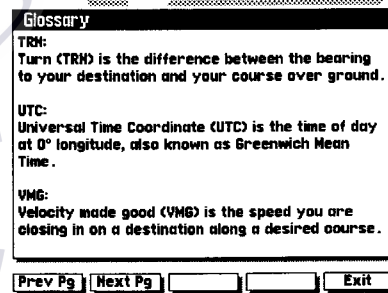 Glossary
TRN:
Turn (TRN) is the difference between the bearing
to your destination and your course over ground.
UTC:
Universal Time Coordinate (UTC) is the time of day
at 0° longitude, also known as Greenwich Mean
Time.
VMG:
Velocity made good (VMG) is the speed you are
closing in on a destination along a desired course.
Prev Pg Next Pg Exit